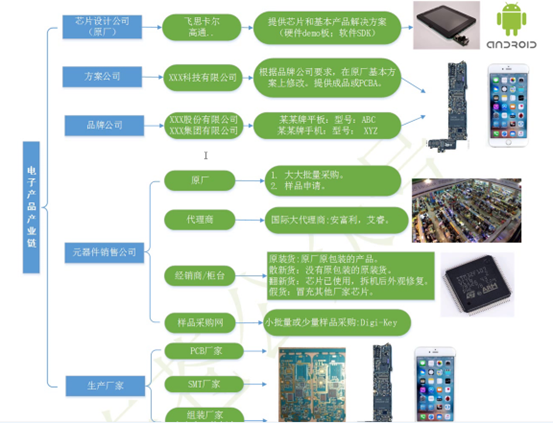 电子产品产业链
芯片设计公司
（原厂）
飞思卡尔
高通..
提供芯片和基本产品解决方案
（硬件demo板；软件SDK）
ANDROID
方案公司
XXX科技有限公司
根据品牌公司要求，在原厂基本方
案上修改。提供成品或PCBA。
品牌公司
XXX股份有限公司
XXX集团有限公司
某某牌平板：型号：ABC
某某牌手机：型号： XYZ
元器件销售公司
原厂
1. 大大批量采购。
2. 样品申请。
代理商
国际大代理商:安富利，艾睿。
经销商/柜台
原装货:原厂原包装的产品。
散新货：没有原包装的原装货。
翻新货：芯片已使用，拆机后外观修复。
假货：冒充其他厂家芯片。
ARM
样品采购网
小批量或少量样品采购:Digi-Key
生产厂家
PCB厂家
SMT厂家
组装厂家